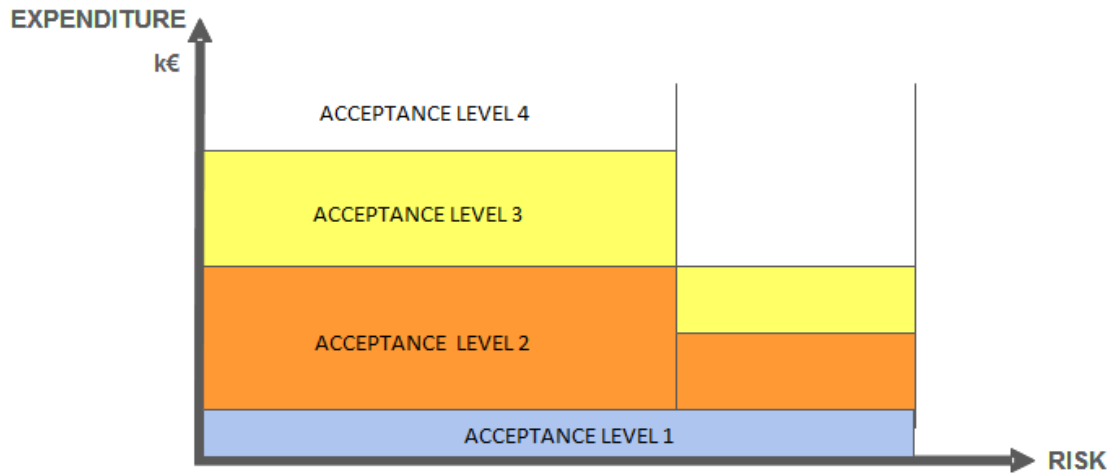 EXPENDITURE
k€
ACCEPTANCE LEVEL 4
ACCEPTANCE LEVEL 3
ACCEPTANCE LEVEL 2
ACCEPTANCE LEVEL 1
RISK